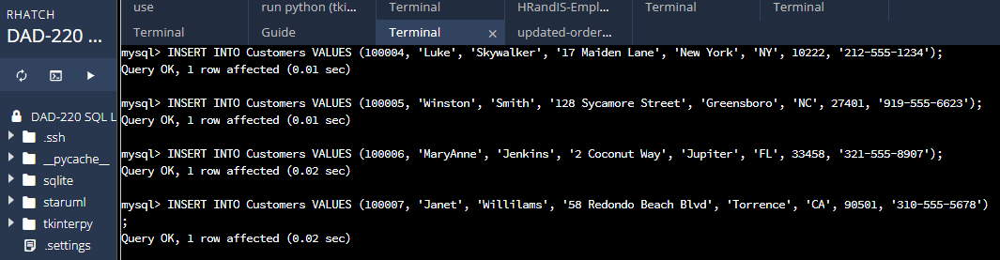 RHATCH
DAD-220 ...
DAD-220 SQL L
.ssh
__pycache__
sqlite
staruml
tkinterpy
.settings
use
run python (tki...
Terminal
HRandIS-Empl...
Terminal
Terminal
Terminal
Guide
Terminal ×
updated-order...
mysql> INSERT INTO Customers VALUES (100004, 'Luke', 'Skywalker', '17 Maiden Lane', 'New York', 'NY', 10222, '212-555-1234');
Query OK, 1 row affected (0.01 sec)
mysql> INSERT INTO Customers VALUES (100005, 'Winston', 'Smith', '128 Sycamore Street', 'Greensboro', 'NC', 27401, '919-555-6623');
Query OK, 1 row affected (0.01 sec)
mysql> INSERT INTO Customers VALUES (100006, 'MaryAnne', 'Jenkins', '2 Coconut Way', 'Jupiter', 'FL', 33458, '321-555-8907');
Query OK, 1 row affected (0.02 sec)
mysql> INSERT INTO Customers VALUES (100007, 'Janet', 'Willilams', '58 Redondo Beach Blvd', 'Torrence', 'CA', 90501, '310-555-5678')
;
Query OK, 1 row affected (0.02 sec)